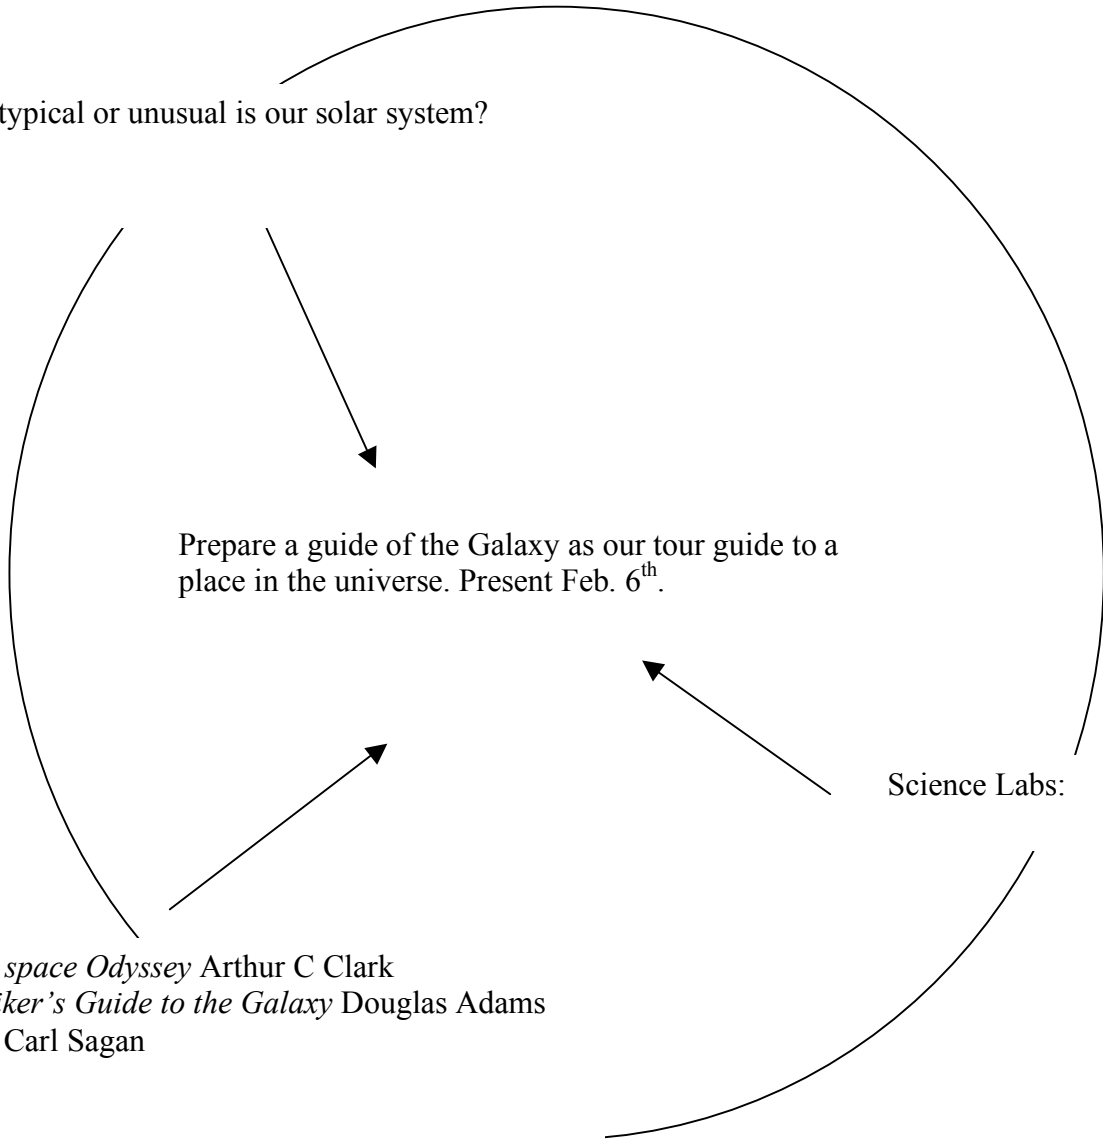 typical or unusual is our solar system?
Prepare a guide of the Galaxy as our tour guide to a
place in the universe. Present Feb. 6th.
Science Labs:
space Odyssey Arthur C Clark
iker's Guide to the Galaxy Douglas Adams
Carl Sagan